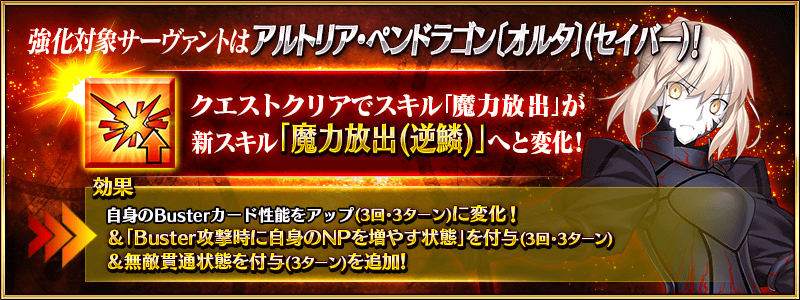 強化対象サーヴァントはアルトリア・ペンドラゴン〔オルタ〕(セイバー)!
クエストクリアでスキル「魔力放出」が
新スキル「魔力放出(逆鱗)」へと変化!
効果
自身のBusterカード性能をアップ(3回・3ターン)に変化!
&「Buster攻撃時に自身のNPを増やす状態」を付与(3回・3ターン)
&無敵貫通状態を付与(3ターン)を追加!